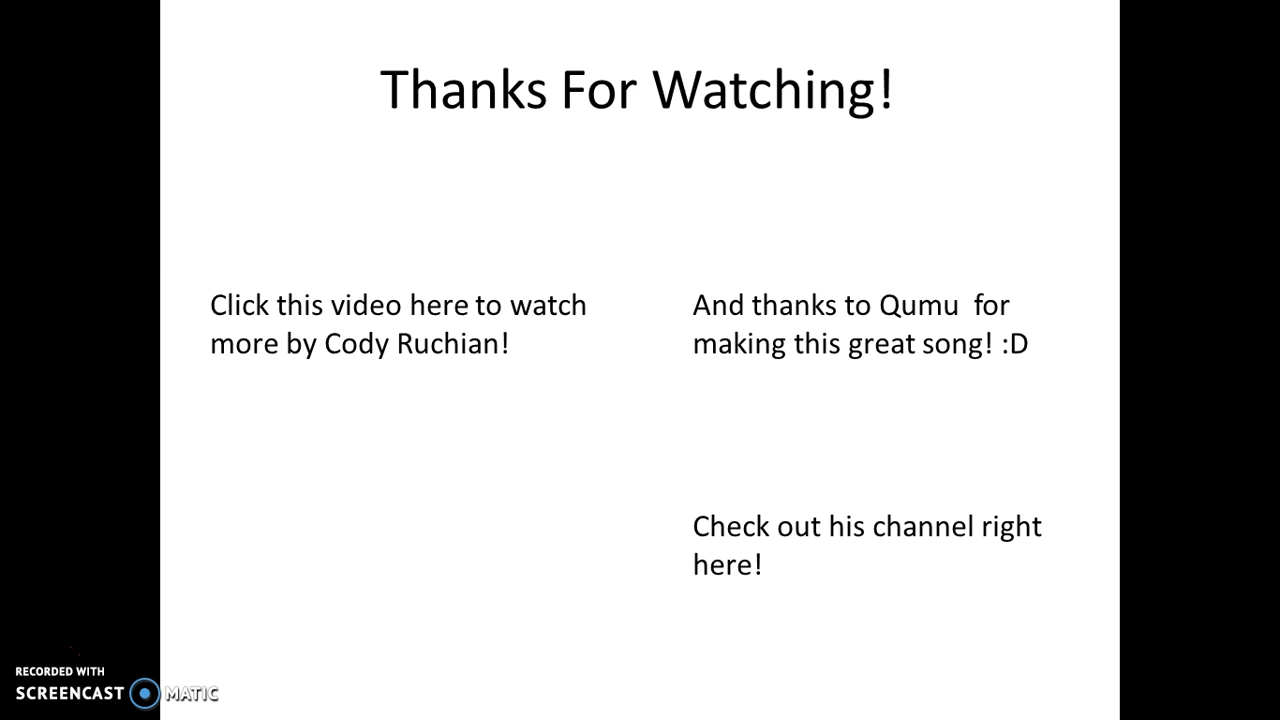 Thanks For Watching!
Click this video here to watch
more by Cody Ruchian!
And thanks to Qumu  for
making this great song! :D
Check out his channel right
here!
RECORDED WITH
SCREENCAST MATIC